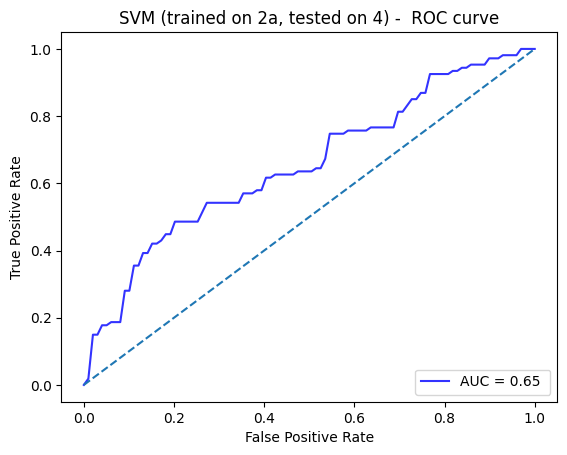 SVM (trained on 2a, tested on 4) -  ROC curve
True Positive Rate
1.0
0.8
0.6
0.4
0.2
0.0
AUC = 0.65
0.0 0.2 0.4 0.6 0.8 1.0
False Positive Rate